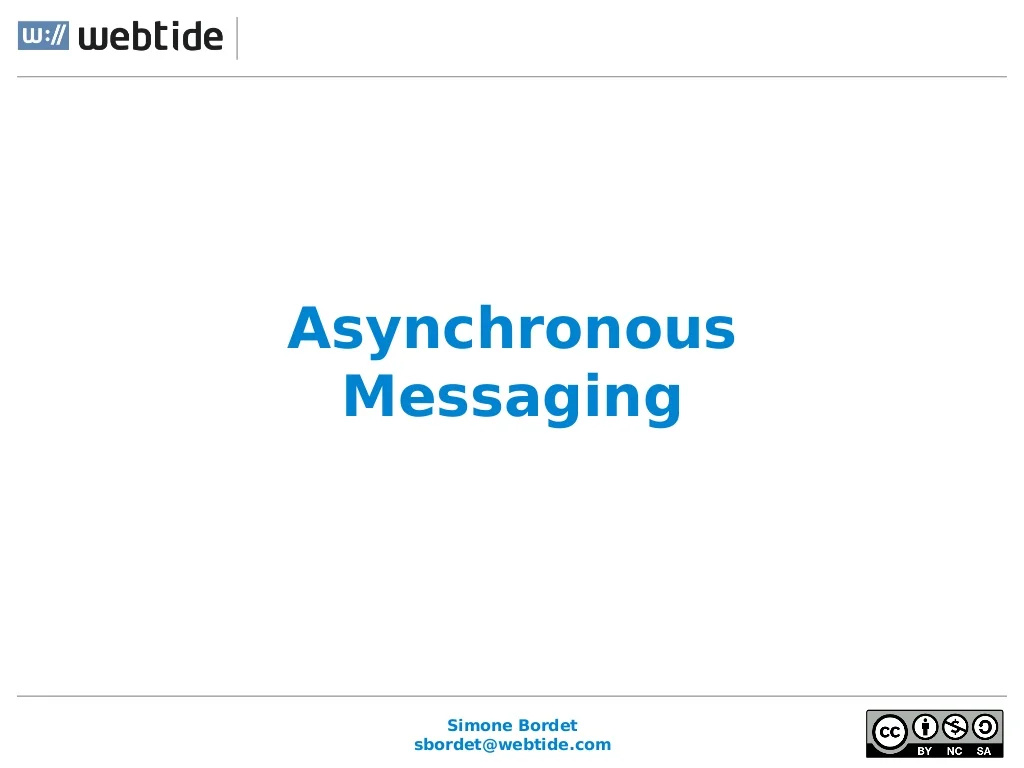 w:// webtide
Asynchronous
Messaging
Simone Bordet
sbordet@webtide.com
cc
BY NC SA